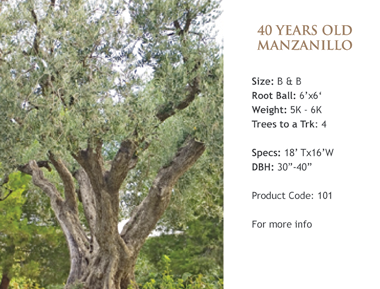 40 YEARS OLD
MANZANILLO
Size: B & B
Root Ball: 6’x6‘
Weight: 5K - 6K
Trees to a Trk: 4
Specs: 18’ Tx16’W
DBH: 30”-40”
Product Code: 101
For more info